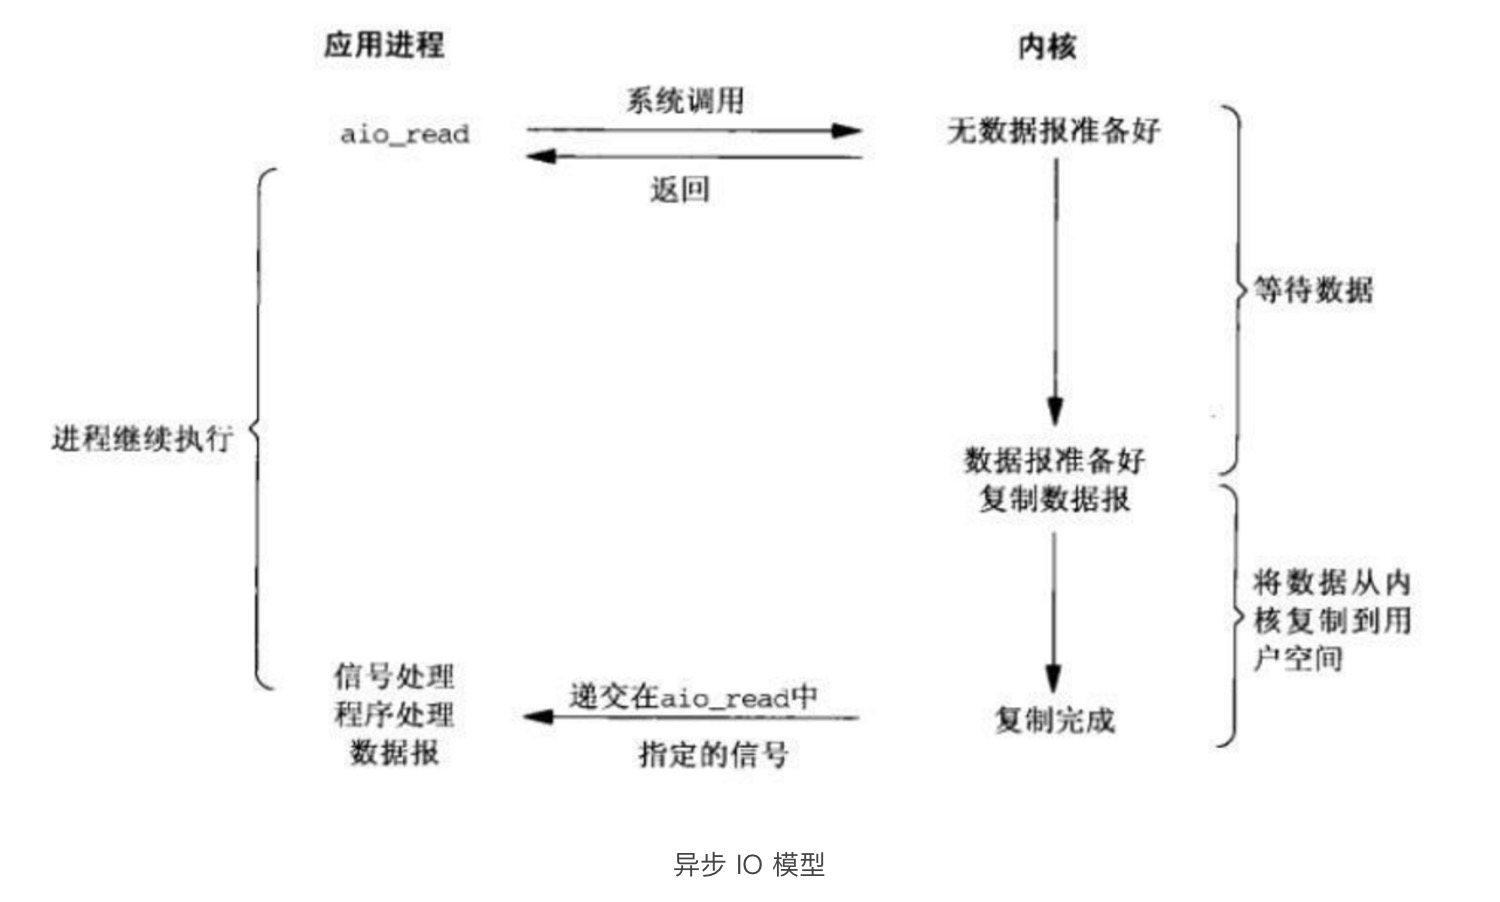 应用进程
内核
系统调用
aio_read
无数据报准备好
返回
等待数据
进程继续执行
数据报准备好
复制数据报
将数据从内
核复制到用
户空间
信号处理
程序处理
数据报
递交在aio_read中
指定的信号
复制完成
异步 IO 模型